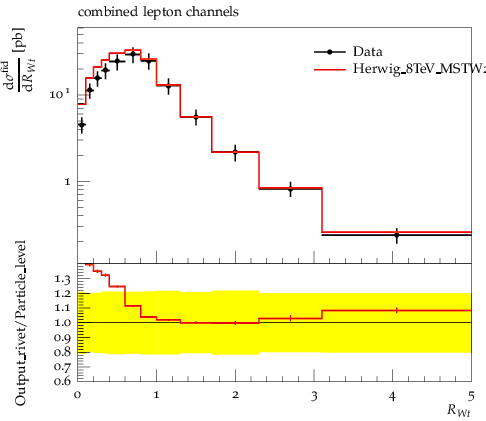 combined lepton channels
dσ^fid/dR_Wt [pb]
Data
Herwig_8TeV_MSTW
10^1
1
Output_rivet/Particle_level
1.3
1.2
1.1
1.0
0.9
0.8
0.7
0.6
0 1 2 3 4 5
R_Wt